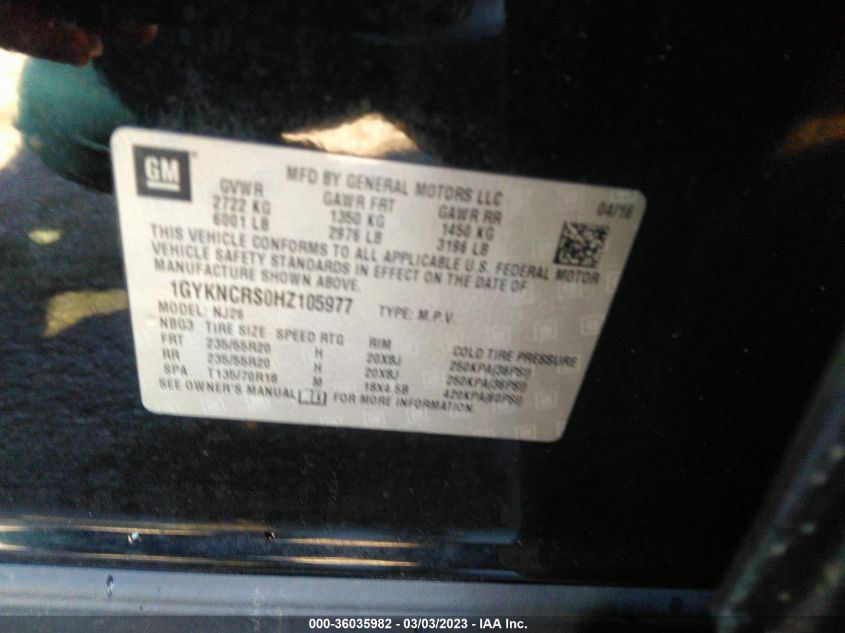 GM
MFD BY GENERAL MOTORS LLC 04/16
GVWR GAWR FRT GAWR RR
2722 KG 1350 KG 1450 KG
6001 LB 2976 LB 3196 LB
THIS VEHICLE CONFORMS TO ALL APPLICABLE U.S. FEDERAL MOTOR
VEHICLE SAFETY STANDARDS IN EFFECT ON THE DATE OF
MANUFACTURE SHOWN ABOVE.
1GYKNCRS0HZ105977 TYPE: M.P.V.
MODEL: NJ26
NBG3 TIRE SIZE SPEED RTG RIM COLD TIRE PRESSURE
FRT 235/55R20 H 20X8J 250KPA(36PSI)
RR 235/55R20 H 20X8J 250KPA(36PSI)
SPA T135/70R18 M 18X4.5B 420KPA(60PSI)
SEE OWNER'S MANUAL FOR MORE INFORMATION.
000-36035982 - 03/03/2023 - IAA Inc.